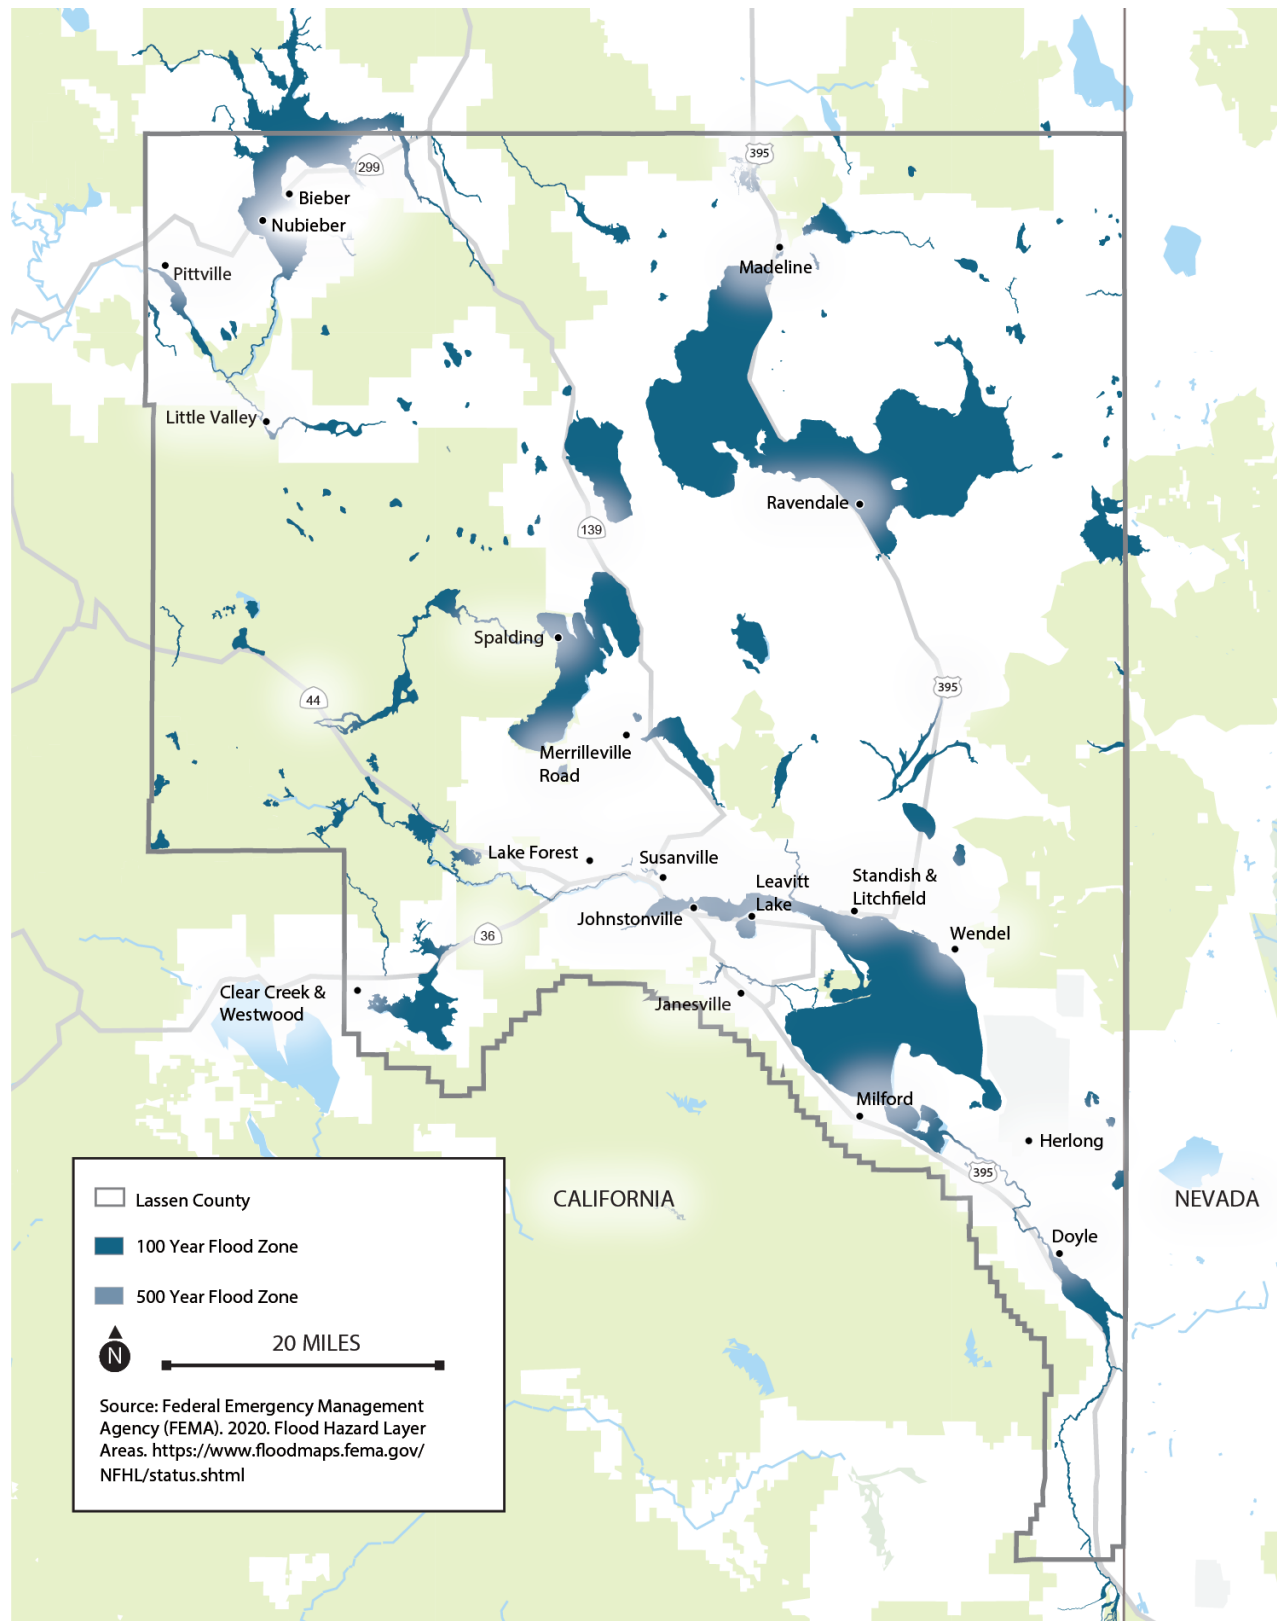 395
299
Bieber
Nubieber
Pittville
Madeline
Little Valley
Ravendale
139
Spalding
395
44
Merrilleville
Road
Lake Forest
Susanville
Leavitt
Lake
Standish &
Litchfield
Johnstonville
36
Wendel
Clear Creek &
Westwood
Janesville
Milford
Herlong
395
CALIFORNIA
NEVADA
Doyle
Lassen County
100 Year Flood Zone
500 Year Flood Zone
N
20 MILES
Source: Federal Emergency Management
Agency (FEMA). 2020. Flood Hazard Layer
Areas. https://www.floodmaps.fema.gov/
NFHL/status.shtml